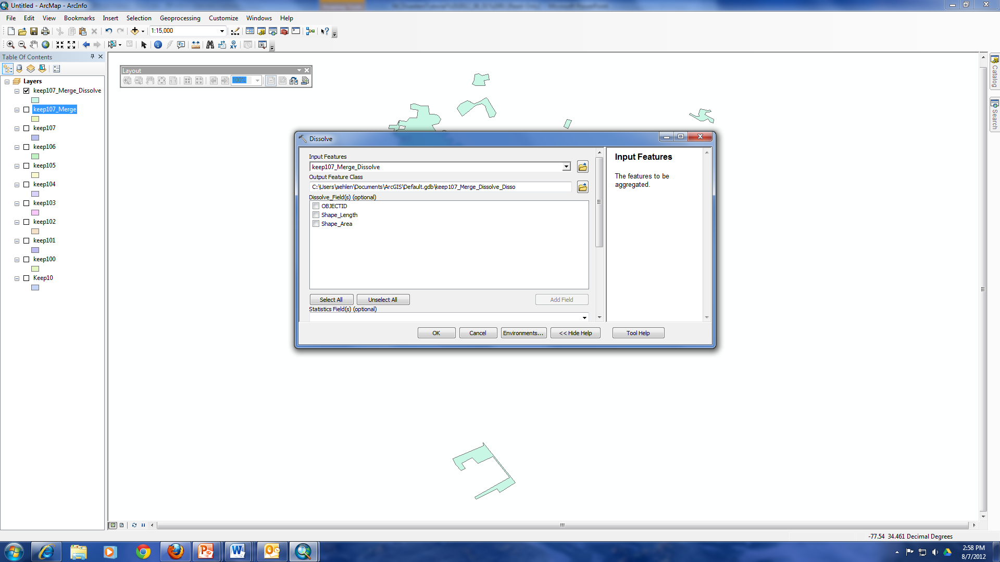 Untitled - ArcMap - ArcInfo
File Edit View Bookmarks Insert Selection Geoprocessing Customize Windows Help
1:15,000
Table Of Contents
Layout
100%
Layers
keep107_Merge_Dissolve
keep107_Merge
keep107
keep106
keep105
keep104
keep103
keep102
keep101
keep100
Keep10
Dissolve
Input Features
keep107_Merge_Dissolve
Output Feature Class
C:\Users\aehlen\Documents\ArcGIS\Default.gdb\keep107_Merge_Dissolve_Disso
Dissolve_Field(s) (optional)
OBJECTID
Shape_Length
Shape_Area
Select All Unselect All Add Field
Statistics Field(s) (optional)
OK Cancel Environments... << Hide Help Tool Help
Input Features
The features to be
aggregated.
Catalog
Search
-77.54 34.461 Decimal Degrees
2:58 PM
8/7/2012